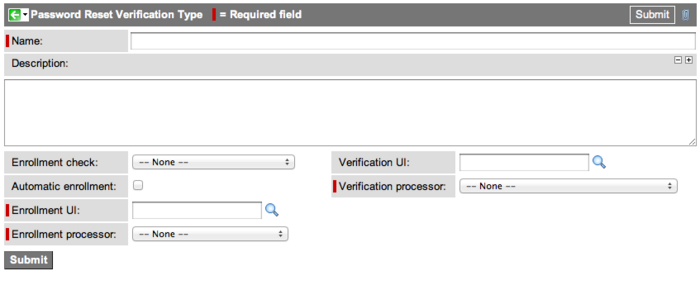 Password Reset Verification Type = Required field Submit
Name:
Description:
Enrollment check: -- None -- Verification UI:
Automatic enrollment: Verification processor: -- None --
Enrollment UI:
Enrollment processor: -- None --
Submit